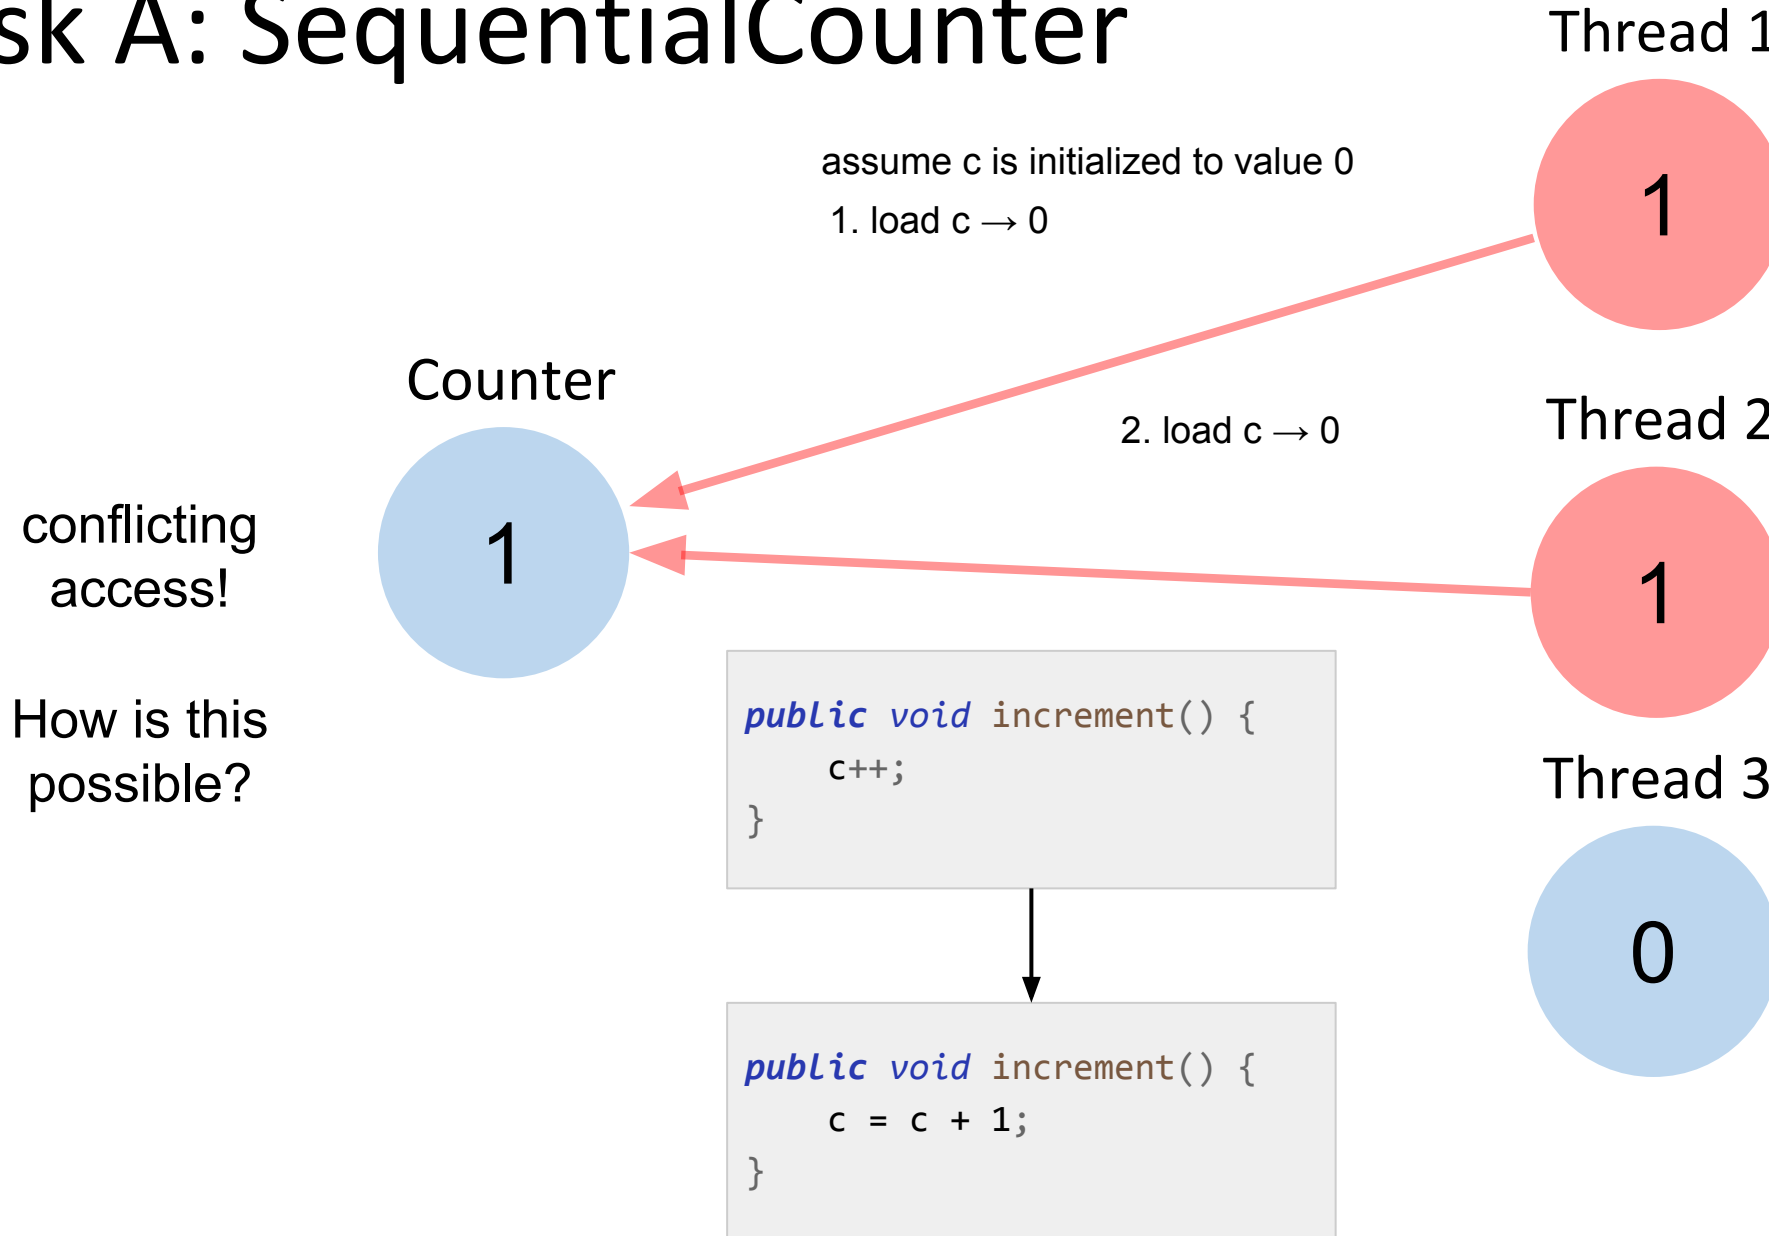 sk A: SequentialCounter
Thread 1
assume c is initialized to value 0
1. load c → 0
1
Counter
2. load c → 0
Thread 2
conflicting
access!
1
1
How is this
possible?
public void increment() {
c++;
}
Thread 3
0
public void increment() {
c = c + 1;
}